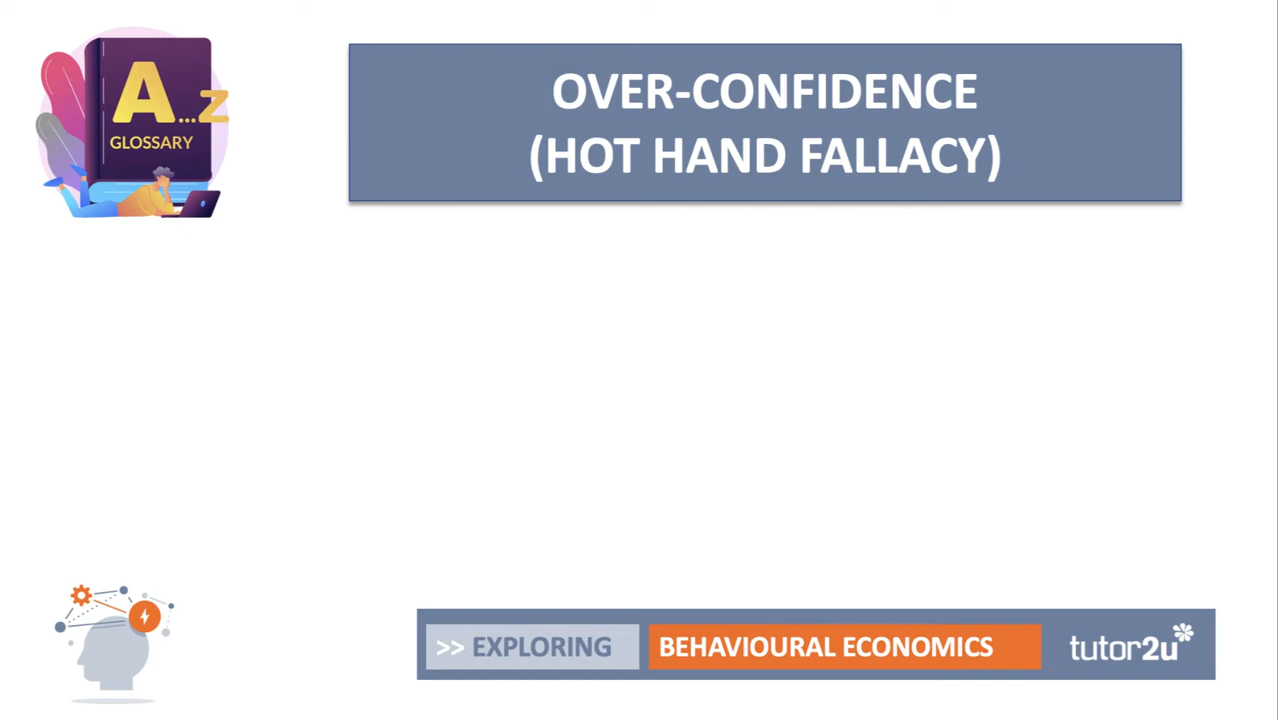 A...Z
GLOSSARY
OVER-CONFIDENCE
(HOT HAND FALLACY)
>> EXPLORING
BEHAVIOURAL ECONOMICS
tutor2u